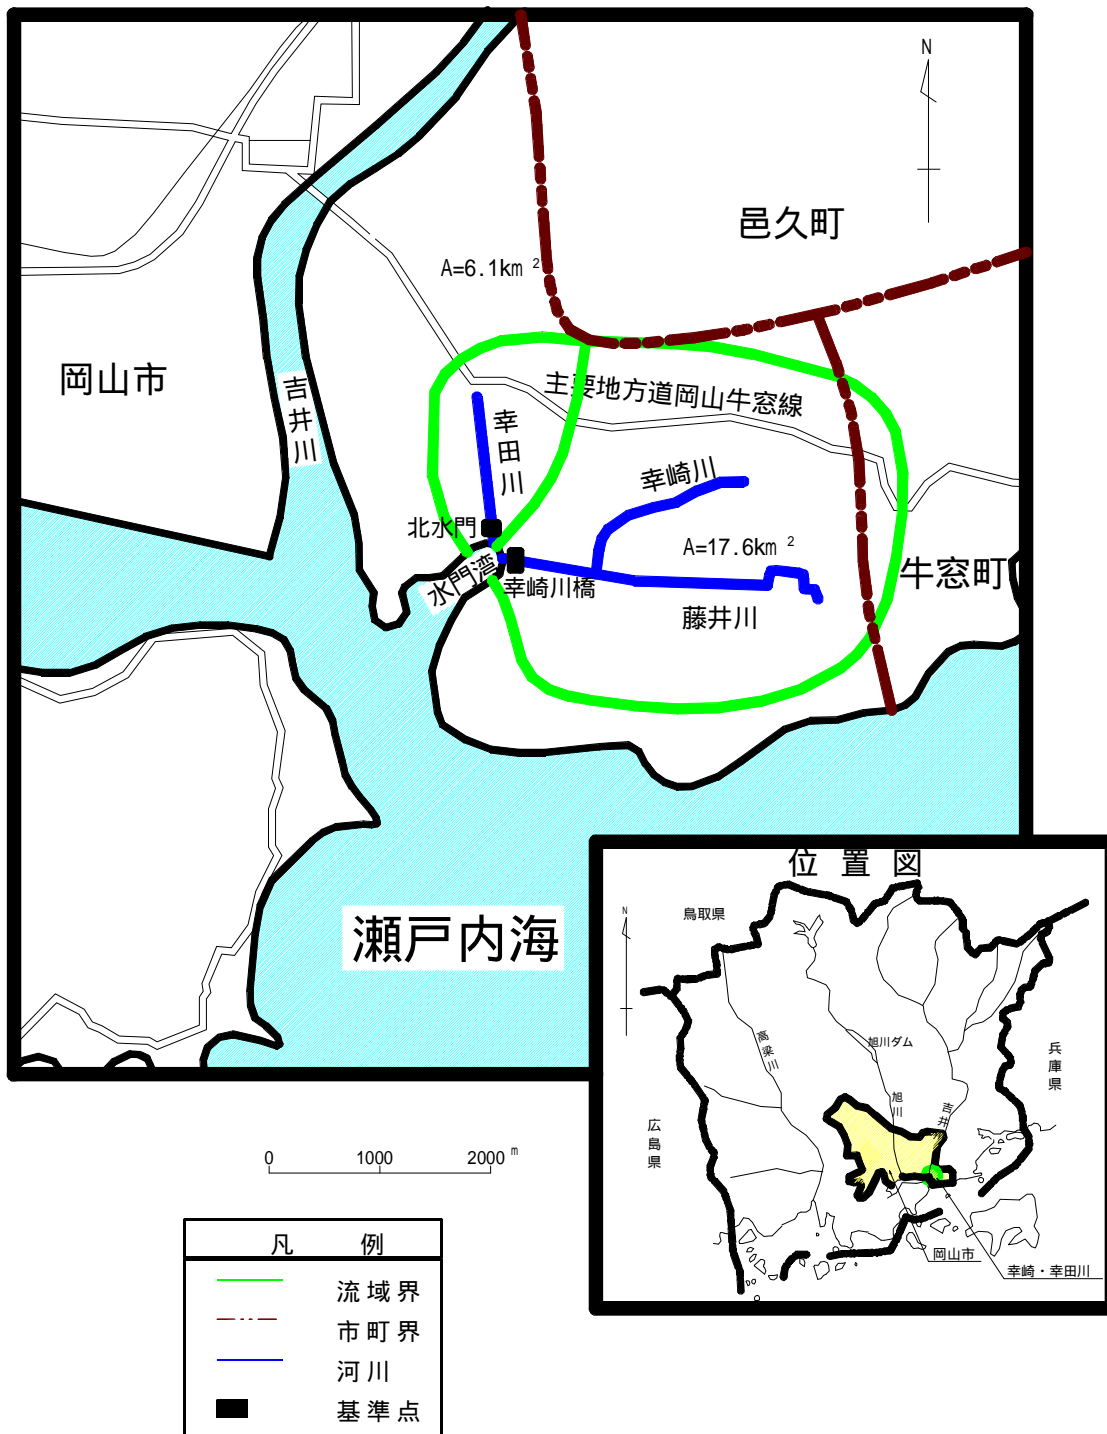 N
邑久町
A=6.1km 2
岡山市
吉井川
主要地方道岡山牛窓線
幸田川
幸崎川
北水門
A=17.6km 2
水門湾
幸崎川橋
牛窓町
藤井川
瀬戸内海
位置図
N
鳥取県
高梁川
旭川ダム
兵庫県
旭川
吉井
広島県
岡山市
幸崎・幸田川
0 1000 2000 m
凡例
流域界
市町界
河川
基準点